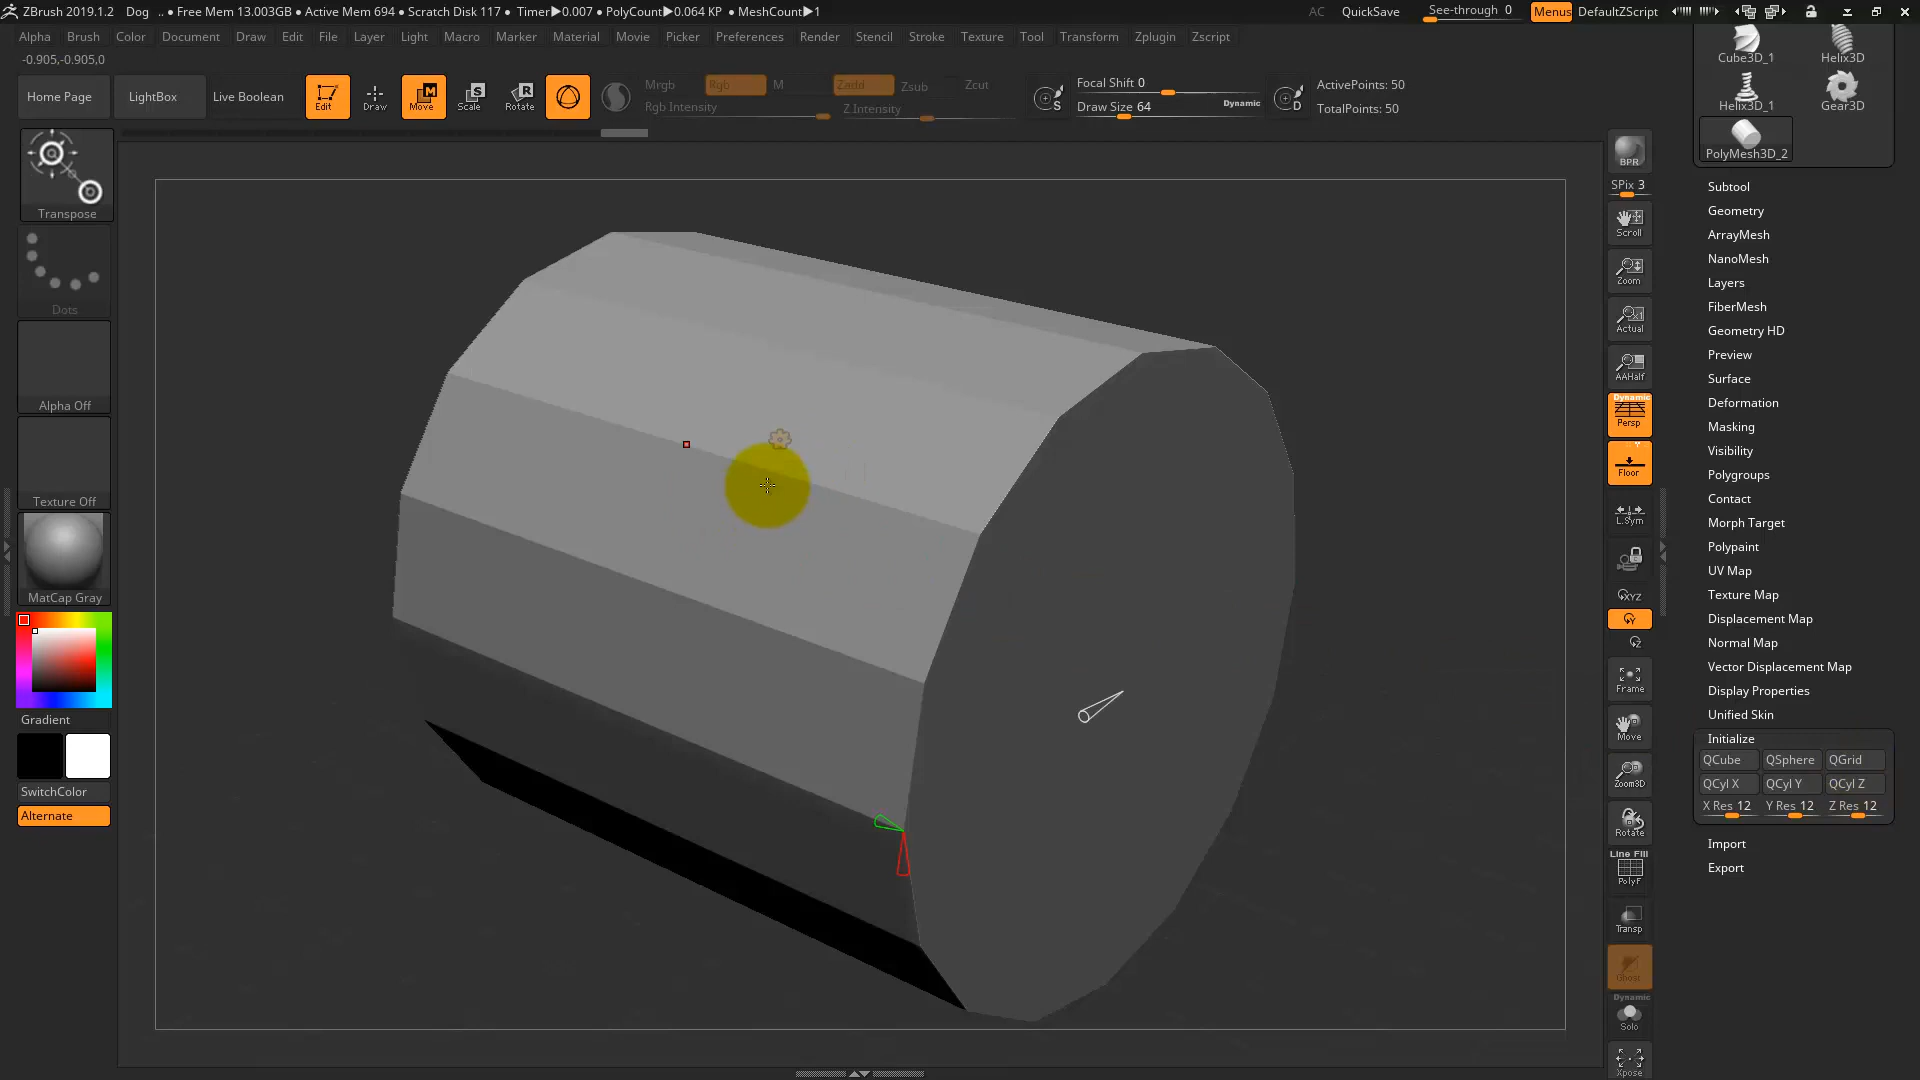 ZBrush 2019.1.2 Dog .. • Free Mem 13.003GB • Active Mem 694 • Scratch Disk 117 • Timer▶0.007 • PolyCount▶0.064 KP • MeshCount▶1 AC QuickSave See-through 0 Menus DefaultZScript
Alpha Brush Color Document Draw Edit File Layer Light Macro Marker Material Movie Picker Preferences Render Stencil Stroke Texture Tool Transform Zplugin Zscript
-0.905,-0.905,0
Home Page LightBox Live Boolean Edit Draw Move Scale Rotate
Mrgb Rgb M Zadd Zsub Zcut
Rgb Intensity Z Intensity
Focal Shift 0
Draw Size 64 Dynamic
ActivePoints: 50
TotalPoints: 50
Transpose
Dots
Alpha Off
Texture Off
MatCap Gray
Gradient
SwitchColor
Alternate
BPR
SPix 3
Scroll
Zoom
Actual
AAHalf
Dynamic
Persp
Floor
L.Sym
XYZ
Y
Z
Frame
Move
Zoom3D
Rotate
Line Fill
PolyF
Transp
Ghost
Dynamic
Solo
Xpose
Cube3D_1 Helix3D
Helix3D_1 Gear3D
PolyMesh3D_2
Subtool
Geometry
ArrayMesh
NanoMesh
Layers
FiberMesh
Geometry HD
Preview
Surface
Deformation
Masking
Visibility
Polygroups
Contact
Morph Target
Polypaint
UV Map
Texture Map
Displacement Map
Normal Map
Vector Displacement Map
Display Properties
Unified Skin
Initialize
QCube QSphere QGrid
QCyl X QCyl Y QCyl Z
X Res 12 Y Res 12 Z Res 12
Import
Export